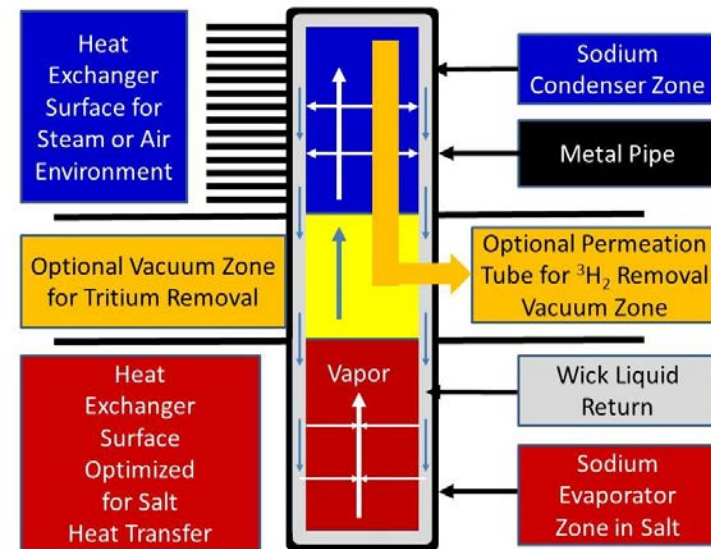 Heat
Exchanger
Surface for
Steam or Air
Environment
Sodium
Condenser Zone
Metal Pipe
Optional Vacuum Zone
for Tritium Removal
Optional Permeation
Tube for ³H₂ Removal
Vacuum Zone
Heat
Exchanger
Surface
Optimized
for Salt
Heat Transfer
Vapor
Wick Liquid
Return
Sodium
Evaporator
Zone in Salt